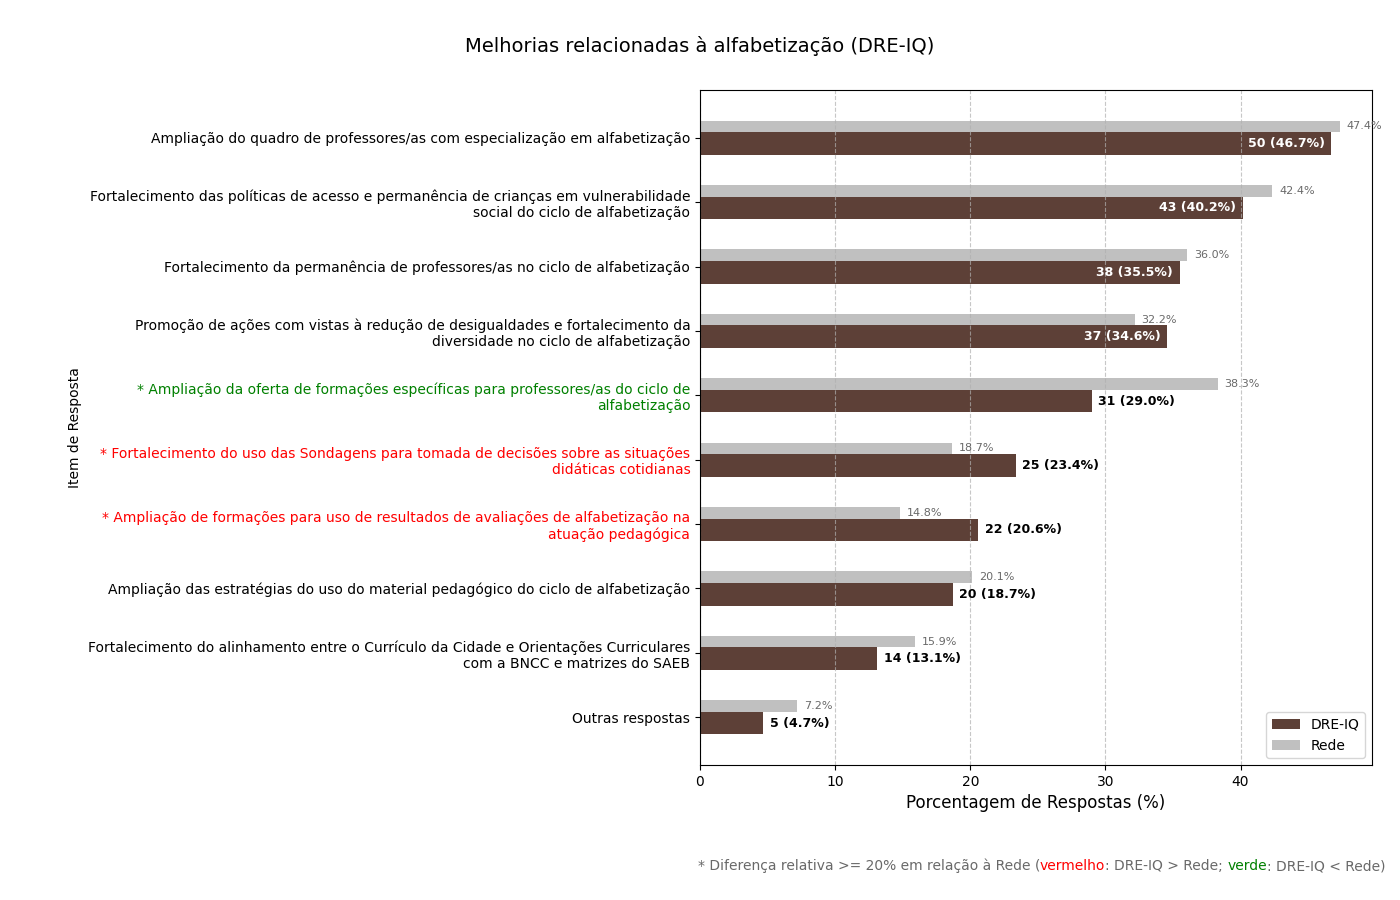 Melhorias relacionadas à alfabetização (DRE-IQ)
Item de Resposta
Ampliação do quadro de professores/as com especialização em alfabetização
47.4%
50 (46.7%)
Fortalecimento das políticas de acesso e permanência de crianças em vulnerabilidade
social do ciclo de alfabetização
42.4%
43 (40.2%)
Fortalecimento da permanência de professores/as no ciclo de alfabetização
36.0%
38 (35.5%)
Promoção de ações com vistas à redução de desigualdades e fortalecimento da
diversidade no ciclo de alfabetização
32.2%
37 (34.6%)
* Ampliação da oferta de formações específicas para professores/as do ciclo de
alfabetização
38.3%
31 (29.0%)
* Fortalecimento do uso das Sondagens para tomada de decisões sobre as situações
didáticas cotidianas
18.7%
25 (23.4%)
* Ampliação de formações para uso de resultados de avaliações de alfabetização na
atuação pedagógica
14.8%
22 (20.6%)
Ampliação das estratégias do uso do material pedagógico do ciclo de alfabetização
20.1%
20 (18.7%)
Fortalecimento do alinhamento entre o Currículo da Cidade e Orientações Curriculares
com a BNCC e matrizes do SAEB
15.9%
14 (13.1%)
Outras respostas
7.2%
5 (4.7%)
DRE-IQ
Rede
0 10 20 30 40
Porcentagem de Respostas (%)
* Diferença relativa >= 20% em relação à Rede (vermelho: DRE-IQ > Rede; verde: DRE-IQ < Rede)